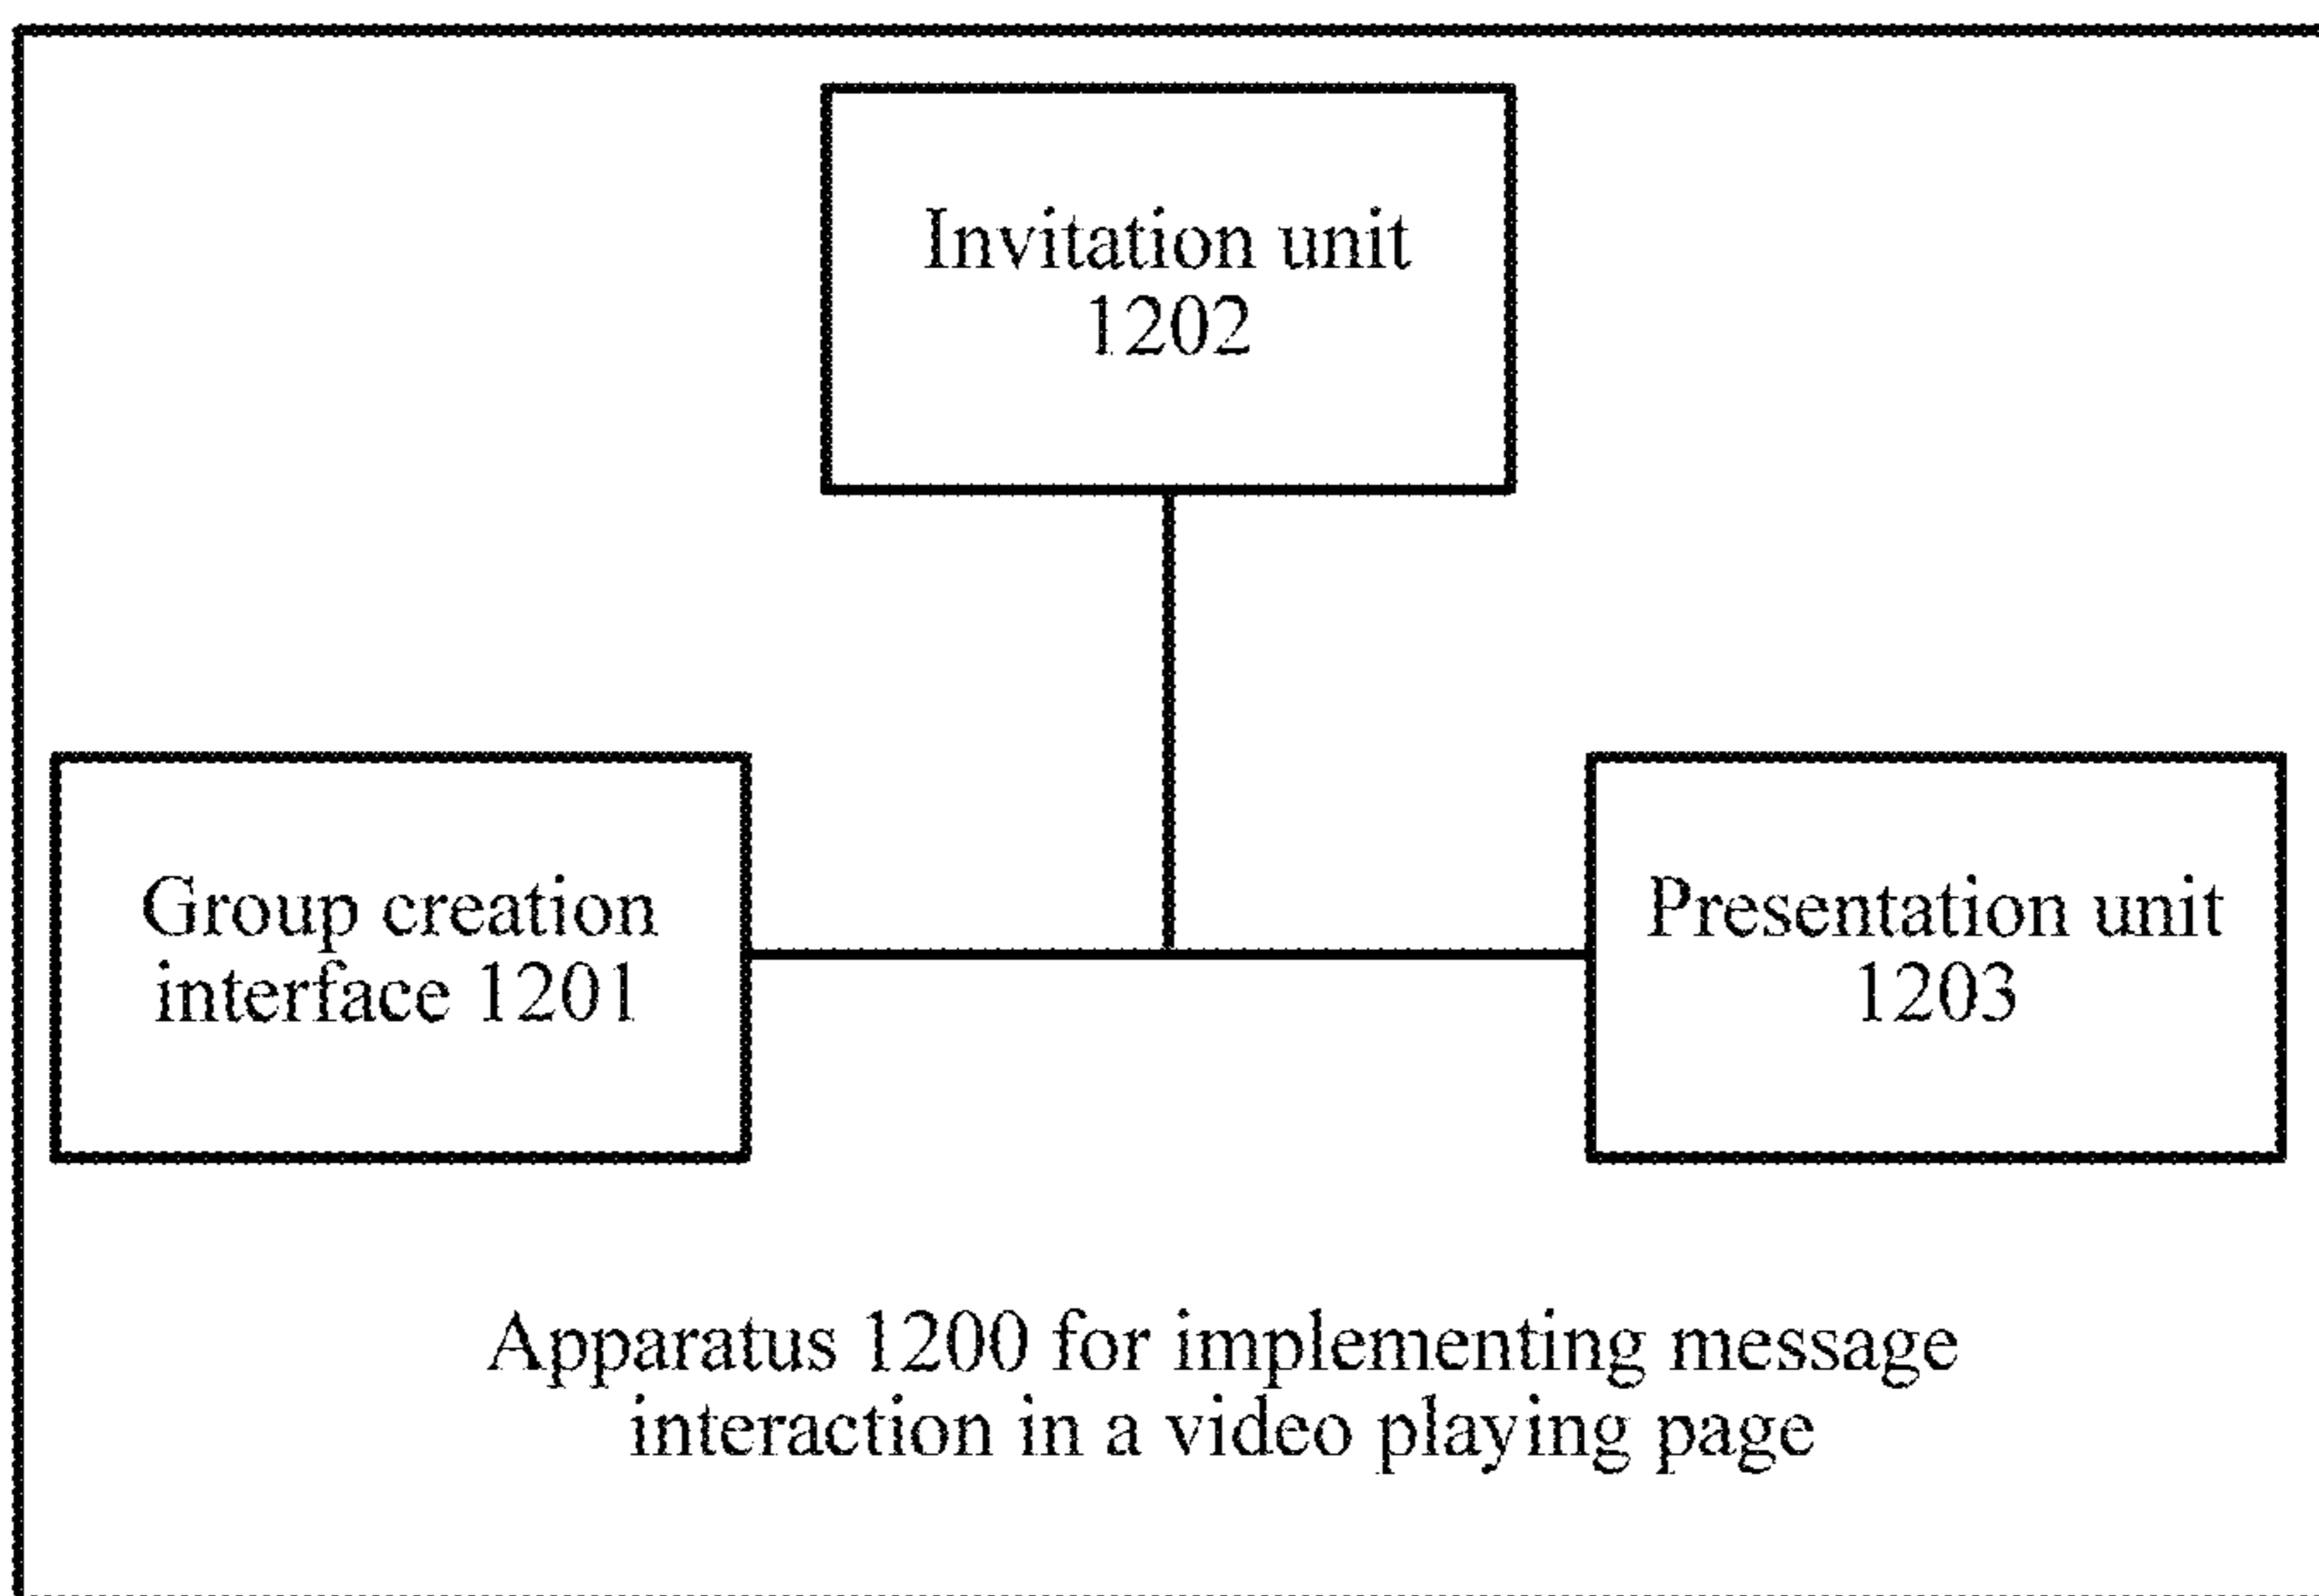 Invitation unit
1202
Group creation
interface 1201
Presentation unit
1203
Apparatus 1200 for implementing message
interaction in a video playing page